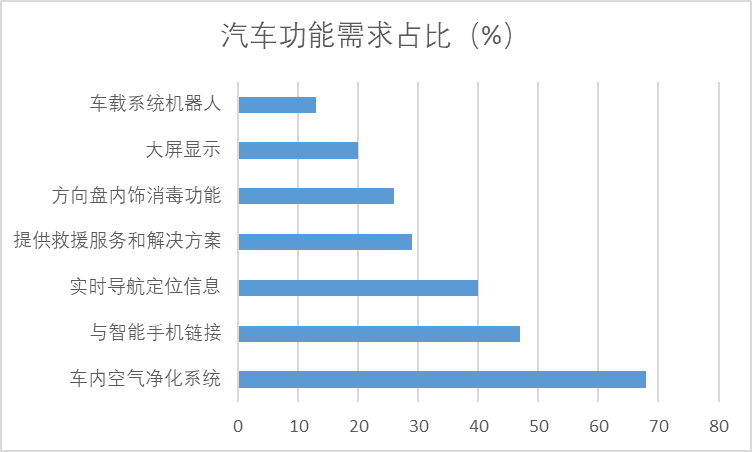 汽车功能需求占比（%）
车载系统机器人
大屏显示
方向盘内饰消毒功能
提供救援服务和解决方案
实时导航定位信息
与智能手机链接
车内空气净化系统
0 10 20 30 40 50 60 70 80